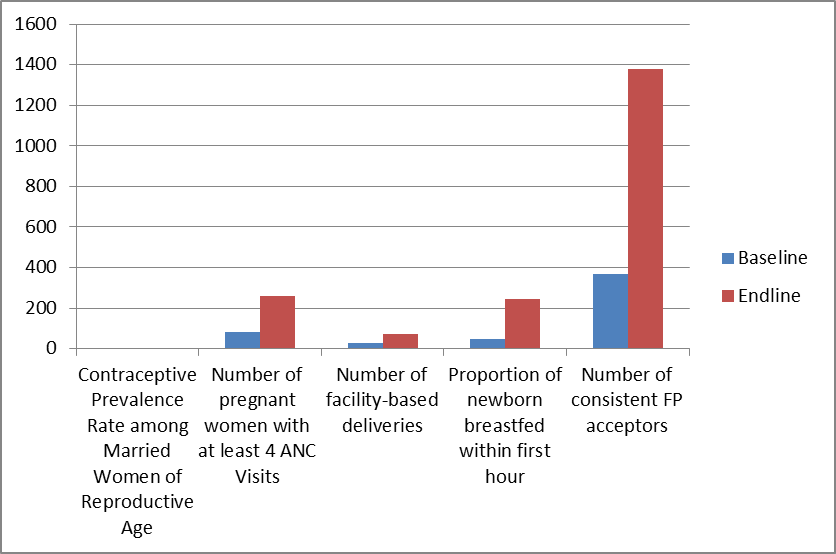 1600
1400
1200
1000
800
600
400
200
0
Contraceptive
Prevalence
Rate among
Married
Women of
Reproductive
Age
Number of
pregnant
women with
at least 4 ANC
Visits
Number of
facility-based
deliveries
Proportion of
newborn
breastfed
within first
hour
Number of
consistent FP
acceptors
Baseline
Endline